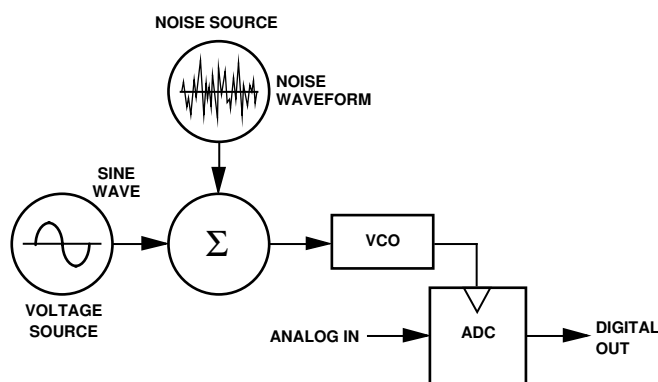 NOISE SOURCE
NOISE
WAVEFORM
SINE
WAVE
Σ
VCO
VOLTAGE
SOURCE
ANALOG IN
ADC
DIGITAL
OUT